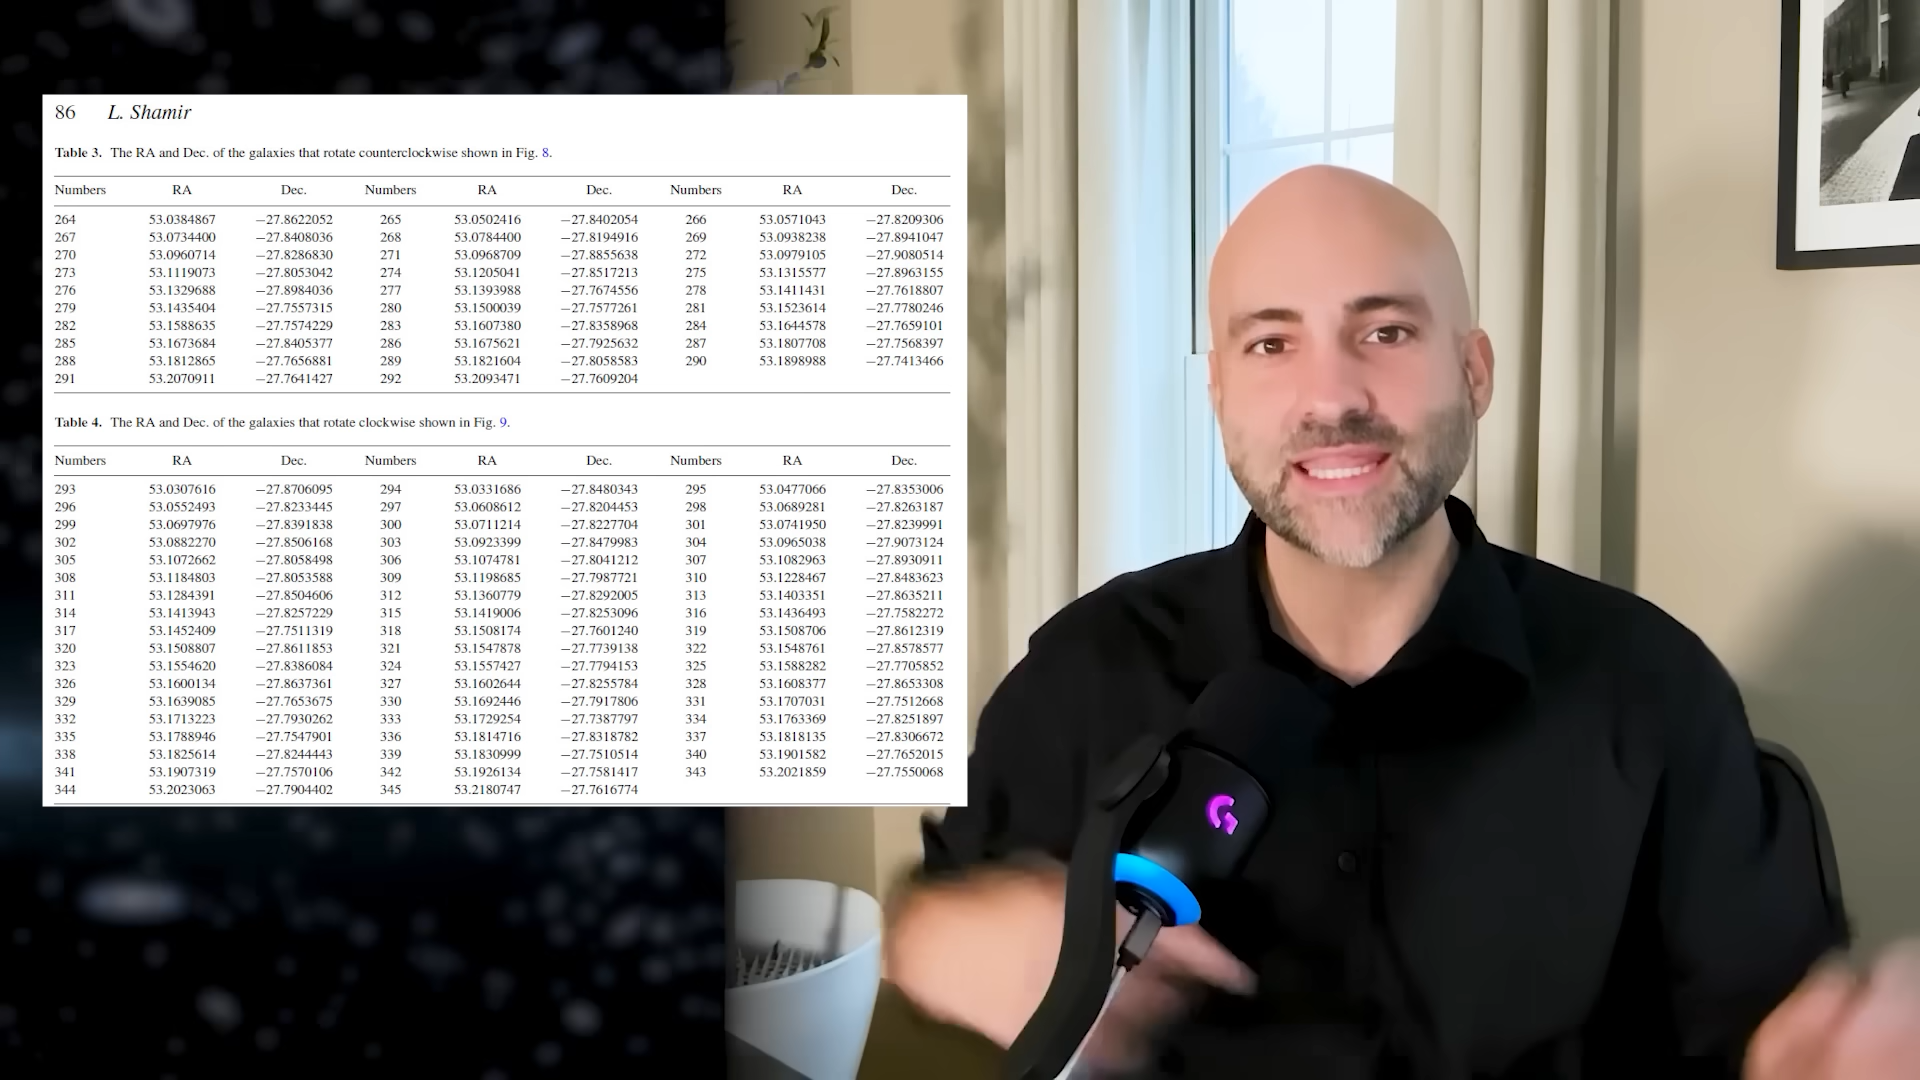 86 L. Shamir
Table 3. The RA and Dec. of the galaxies that rotate counterclockwise shown in Fig. 8.
Numbers RA Dec. Numbers RA Dec. Numbers RA Dec.
264 53.0384867 −27.8622052 265 53.0502416 −27.8402054 266 53.0571043 −27.8209306
267 53.0734400 −27.8408036 268 53.0784400 −27.8194916 269 53.0938238 −27.8941047
270 53.0960714 −27.8286830 271 53.0968709 −27.8855638 272 53.0979105 −27.9080514
273 53.1119073 −27.8053042 274 53.1205041 −27.8517213 275 53.1315577 −27.8963155
276 53.1329688 −27.8984036 277 53.1393988 −27.7674556 278 53.1411431 −27.7618807
279 53.1435404 −27.7557315 280 53.1500039 −27.7577261 281 53.1523614 −27.7780246
282 53.1588635 −27.7574229 283 53.1607380 −27.8358968 284 53.1644578 −27.7659101
285 53.1673684 −27.8405377 286 53.1675621 −27.7925632 287 53.1807708 −27.7568397
288 53.1812865 −27.7656881 289 53.1821604 −27.8058583 290 53.1898988 −27.7413466
291 53.2070911 −27.7641427 292 53.2093471 −27.7609204
Table 4. The RA and Dec. of the galaxies that rotate clockwise shown in Fig. 9.
Numbers RA Dec. Numbers RA Dec. Numbers RA Dec.
293 53.0307616 −27.8706095 294 53.0331686 −27.8480343 295 53.0477066 −27.8353006
296 53.0552493 −27.8233445 297 53.0608612 −27.8204453 298 53.0689281 −27.8263187
299 53.0697976 −27.8391838 300 53.0711214 −27.8227704 301 53.0741950 −27.8239991
302 53.0882270 −27.8506168 303 53.0923399 −27.8479983 304 53.0965038 −27.9073124
305 53.1072662 −27.8058498 306 53.1074781 −27.8041212 307 53.1082963 −27.8930911
308 53.1184803 −27.8053588 309 53.1198685 −27.7987721 310 53.1228467 −27.8483623
311 53.1284391 −27.8504606 312 53.1360779 −27.8292005 313 53.1403351 −27.8635211
314 53.1413943 −27.8257229 315 53.1419006 −27.8253096 316 53.1436493 −27.7582272
317 53.1452409 −27.7511319 318 53.1508174 −27.7601240 319 53.1508706 −27.8612319
320 53.1508807 −27.8611853 321 53.1547878 −27.7739138 322 53.1548761 −27.8578577
323 53.1554620 −27.8386084 324 53.1557427 −27.7794153 325 53.1588282 −27.7705852
326 53.1600134 −27.8637361 327 53.1602644 −27.8255784 328 53.1608377 −27.8653308
329 53.1639085 −27.7653675 330 53.1692446 −27.7917806 331 53.1707031 −27.7512668
332 53.1713223 −27.7930262 333 53.1729254 −27.7387797 334 53.1763369 −27.8251897
335 53.1788946 −27.7547901 336 53.1814716 −27.8318782 337 53.1818135 −27.8306672
338 53.1825614 −27.8244443 339 53.1830999 −27.7510514 340 53.1901582 −27.7652015
341 53.1907319 −27.7570106 342 53.1926134 −27.7581417 343 53.2021859 −27.7550068
344 53.2023063 −27.7904402 345 53.2180747 −27.7616774